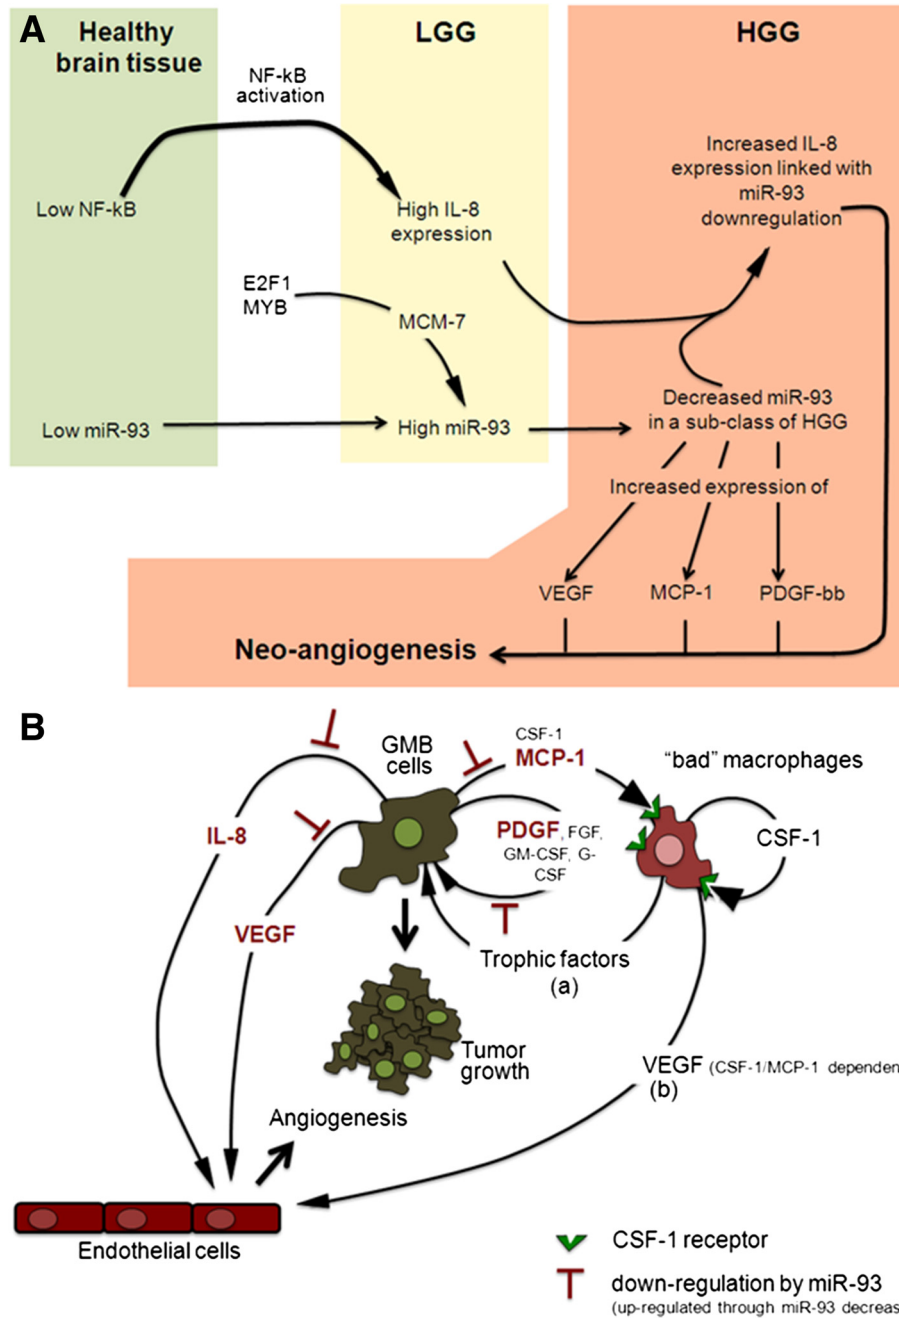 A
Healthy
brain tissue
LGG
HGG
NF-kB
activation
Low NF-kB
High IL-8
expression
Increased IL-8
expression linked with
miR-93
downregulation
E2F1
MYB
MCM-7
Low miR-93
High miR-93
Decreased miR-93
in a sub-class of HGG
Increased expression of
VEGF
MCP-1
PDGF-bb
Neo-angiogenesis
B
GMB
cells
CSF-1
MCP-1
"bad" macrophages
IL-8
PDGF, FGF,
GM-CSF, G-
CSF
CSF-1
VEGF
Trophic factors
(a)
Tumor
growth
VEGF (CSF-1/MCP-1 dependen
(b)
Angiogenesis
Endothelial cells
CSF-1 receptor
down-regulation by miR-93
(up-regulated through miR-93 decreas